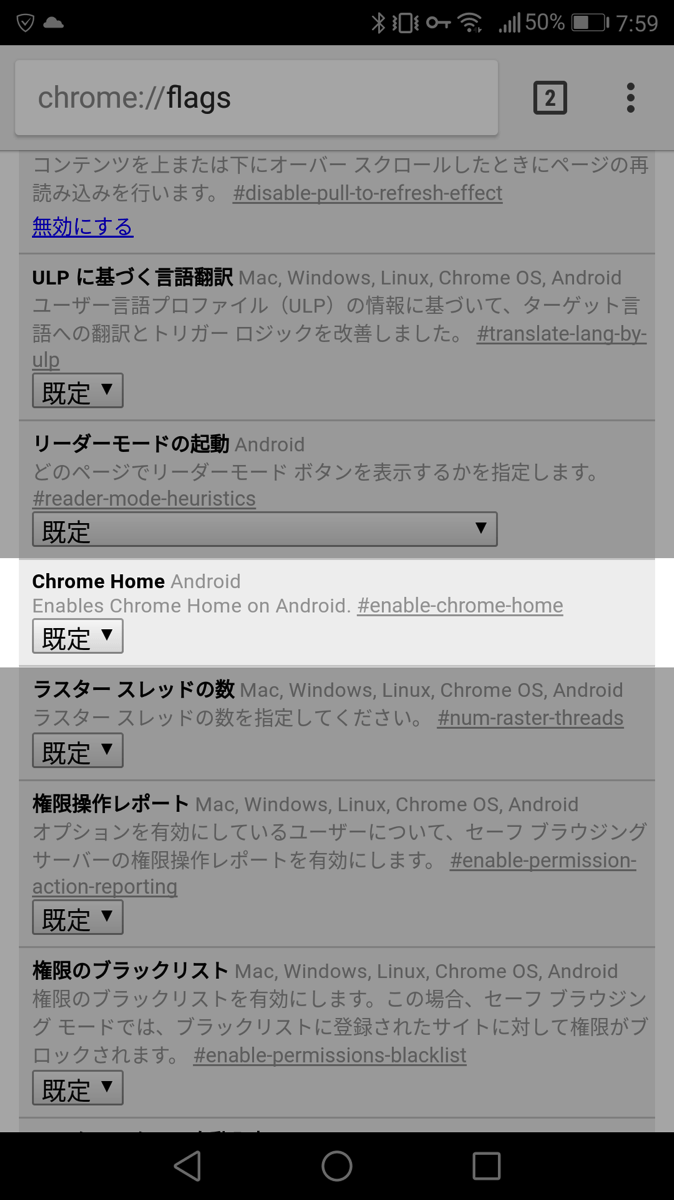 50% 7:59
chrome://flags
2
コンテンツを上または下にオーバー スクロールしたときにページの再
読み込みを行います。 #disable-pull-to-refresh-effect
無効にする
ULP に基づく言語翻訳 Mac, Windows, Linux, Chrome OS, Android
ユーザー言語プロファイル（ULP）の情報に基づいて、ターゲット言
語への翻訳とトリガー ロジックを改善しました。 #translate-lang-by-
ulp
既定
リーダーモードの起動 Android
どのページでリーダーモード ボタンを表示するかを指定します。
#reader-mode-heuristics
既定
Chrome Home Android
Enables Chrome Home on Android. #enable-chrome-home
既定
ラスター スレッドの数 Mac, Windows, Linux, Chrome OS, Android
ラスター スレッドの数を指定してください。 #num-raster-threads
既定
権限操作レポート Mac, Windows, Linux, Chrome OS, Android
オプションを有効にしているユーザーについて、セーフ ブラウジング
サーバーの権限操作レポートを有効にします。 #enable-permission-
action-reporting
既定
権限のブラックリスト Mac, Windows, Linux, Chrome OS, Android
権限のブラックリストを有効にします。この場合、セーフ ブラウジン
グ モードでは、ブラックリストに登録されたサイトに対して権限がブ
ロックされます。 #enable-permissions-blacklist
既定